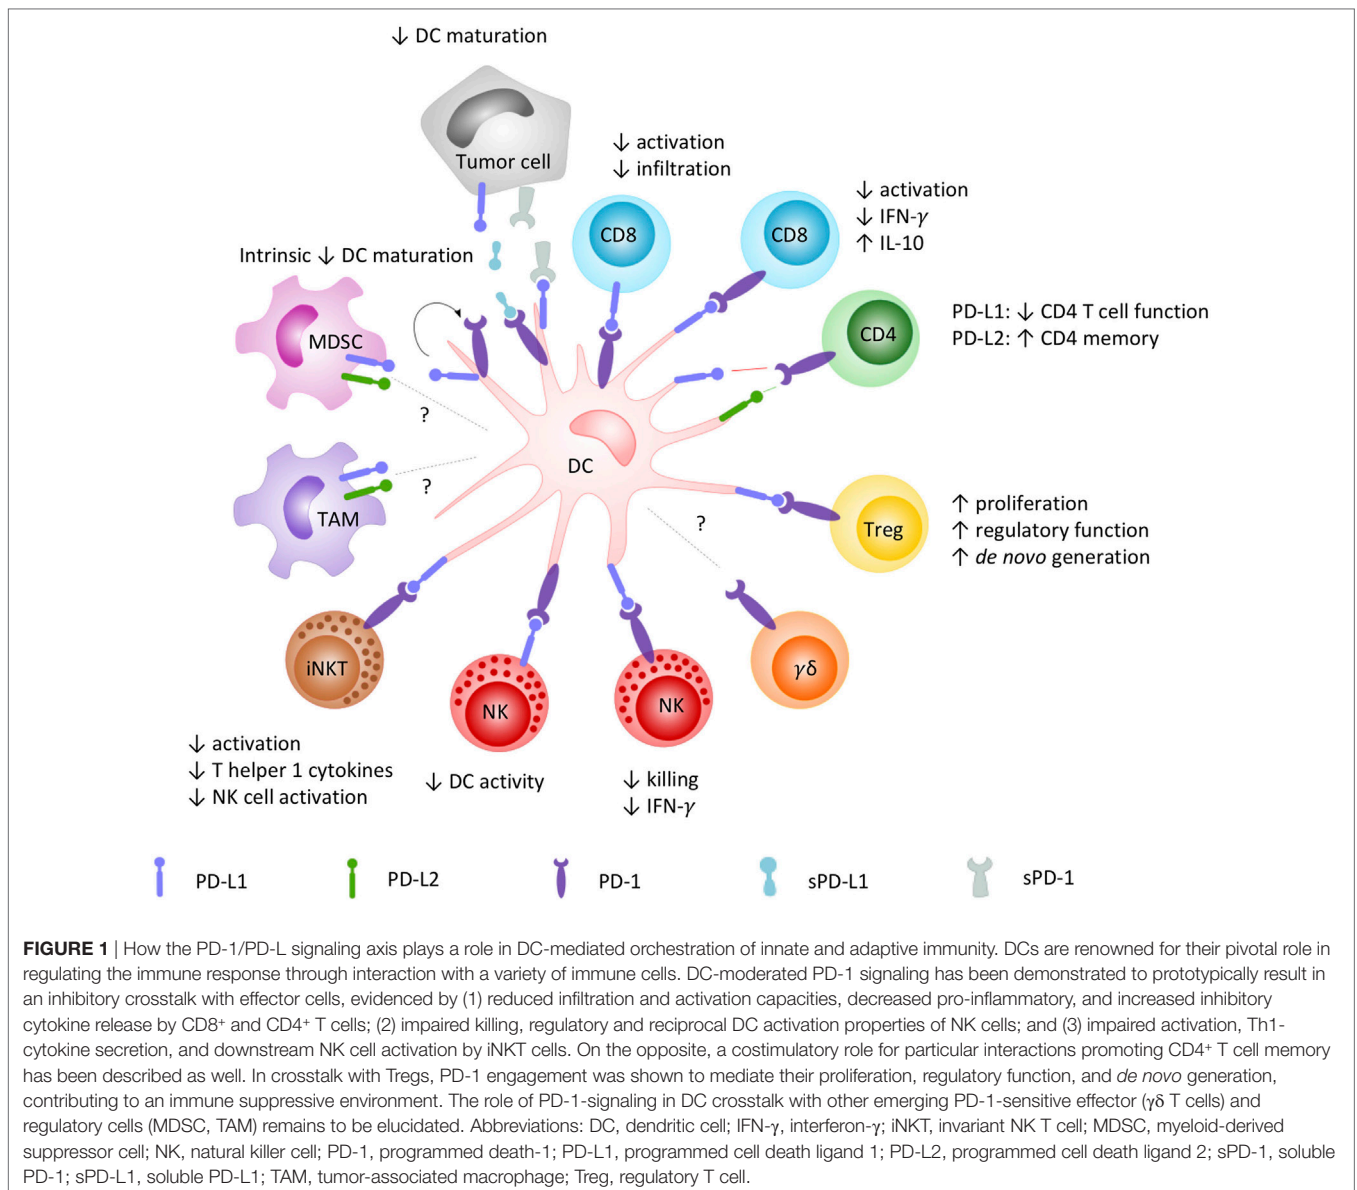 ↓ DC maturation
Tumor cell
↓ activation
↓ infiltration
CD8
↓ activation
↓ IFN-γ
↑ IL-10
CD8
Intrinsic ↓ DC maturation
MDSC
?
CD4
PD-L1: ↓ CD4 T cell function
PD-L2: ↑ CD4 memory
DC
TAM
?
Treg
↑ proliferation
↑ regulatory function
↑ de novo generation
?
γδ
iNKT
↓ activation
↓ T helper 1 cytokines
↓ NK cell activation
NK
↓ DC activity
NK
↓ killing
↓ IFN-γ
PD-L1
PD-L2
PD-1
sPD-L1
sPD-1
FIGURE 1 | How the PD-1/PD-L signaling axis plays a role in DC-mediated orchestration of innate and adaptive immunity. DCs are renowned for their pivotal role in
regulating the immune response through interaction with a variety of immune cells. DC-moderated PD-1 signaling has been demonstrated to prototypically result in
an inhibitory crosstalk with effector cells, evidenced by (1) reduced infiltration and activation capacities, decreased pro-inflammatory, and increased inhibitory
cytokine release by CD8⁺ and CD4⁺ T cells; (2) impaired killing, regulatory and reciprocal DC activation properties of NK cells; and (3) impaired activation, Th1-
cytokine secretion, and downstream NK cell activation by iNKT cells. On the opposite, a costimulatory role for particular interactions promoting CD4⁺ T cell memory
has been described as well. In crosstalk with Tregs, PD-1 engagement was shown to mediate their proliferation, regulatory function, and de novo generation,
contributing to an immune suppressive environment. The role of PD-1-signaling in DC crosstalk with other emerging PD-1-sensitive effector (γδ T cells) and
regulatory cells (MDSC, TAM) remains to be elucidated. Abbreviations: DC, dendritic cell; IFN-γ, interferon-γ; iNKT, invariant NK T cell; MDSC, myeloid-derived
suppressor cell; NK, natural killer cell; PD-1, programmed death-1; PD-L1, programmed cell death ligand 1; PD-L2, programmed cell death ligand 2; sPD-1, soluble
PD-1; sPD-L1, soluble PD-L1; TAM, tumor-associated macrophage; Treg, regulatory T cell.